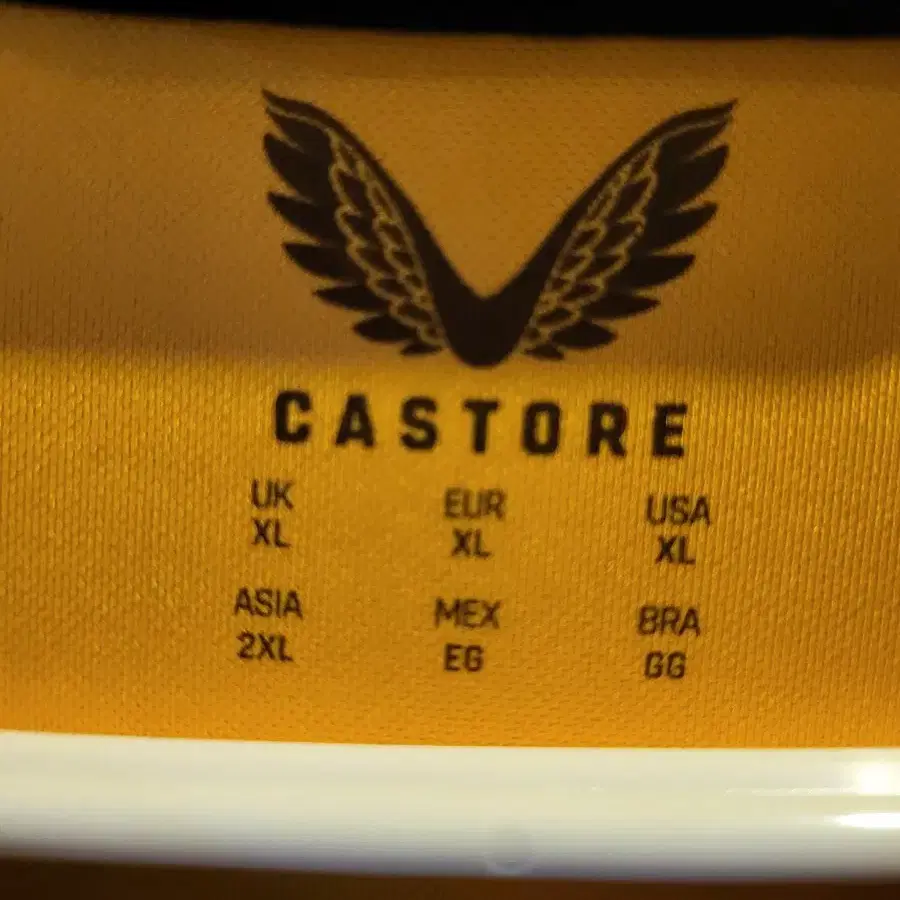 CASTORE
UK EUR USA
XL XL XL
ASIA MEX BRA
2XL EG GG